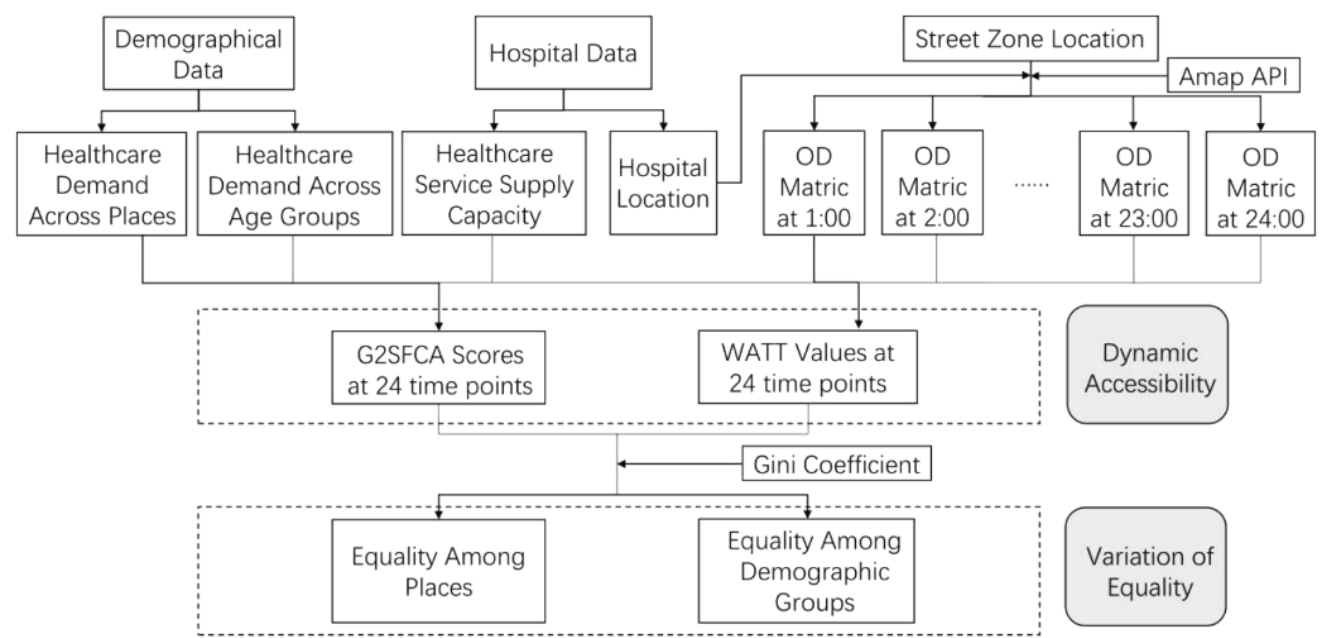 Demographical
Data
Hospital Data
Street Zone Location
Amap API
Healthcare
Demand
Across Places
Healthcare
Demand Across
Age Groups
Healthcare
Service Supply
Capacity
Hospital
Location
OD
Matric
at 1:00
OD
Matric
at 2:00
......
OD
Matric
at 23:00
OD
Matric
at 24:00
G2SFCA Scores
at 24 time points
WATT Values at
24 time points
Dynamic
Accessibility
Gini Coefficient
Equality Among
Places
Equality Among
Demographic
Groups
Variation of
Equality